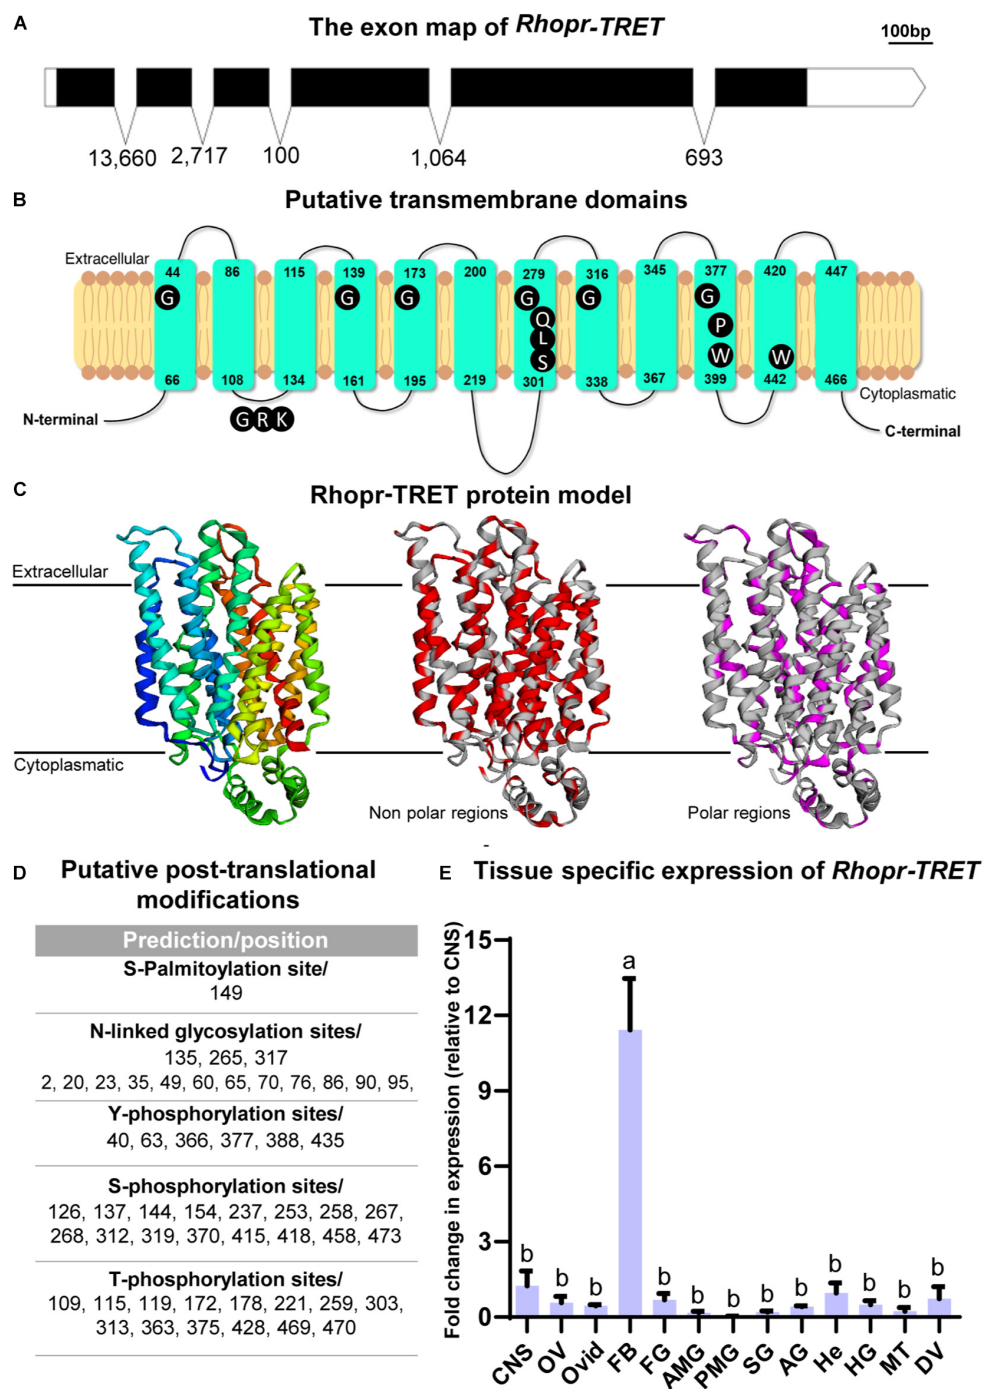 A
The exon map of Rhopr-TRET
100bp
13,660
2,717
100
1,064
693
B
Putative transmembrane domains
Extracellular
44 86 115 139 173 200 279 316 345 377 420 447
G G G G G G
Q P
L
S W W
66 108 134 161 195 219 301 338 367 399 442 466
Cytoplasmatic
N-terminal
G R K
C-terminal
C
Rhopr-TRET protein model
Extracellular
Cytoplasmatic
Non polar regions
Polar regions
D
Putative post-translational
modifications
Prediction/position
S-Palmitoylation site/
149
N-linked glycosylation sites/
135, 265, 317
2, 20, 23, 35, 49, 60, 65, 70, 76, 86, 90, 95,
Y-phosphorylation sites/
40, 63, 366, 377, 388, 435
S-phosphorylation sites/
126, 137, 144, 154, 237, 253, 258, 267,
268, 312, 319, 370, 415, 418, 458, 473
T-phosphorylation sites/
109, 115, 119, 172, 178, 221, 259, 303,
313, 363, 375, 428, 469, 470
E
Tissue specific expression of Rhopr-TRET
Fold change in expression (relative to CNS)
15
12
9
6
3
0
b b b a b b b b b b b b b
CNS OV Ovid FB FG AMG PMG SG AG He HG MT DV